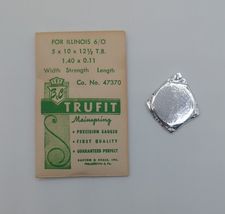 FOR ILLINOIS 6/0
5 x 10 x 12½ T.R.
1.40 x 0.11
Width Strength Length
Co. No. 47370
TRUFIT
Mainspring
• PRECISION GAUGED
• FIRST QUALITY
• GUARANTEED PERFECT